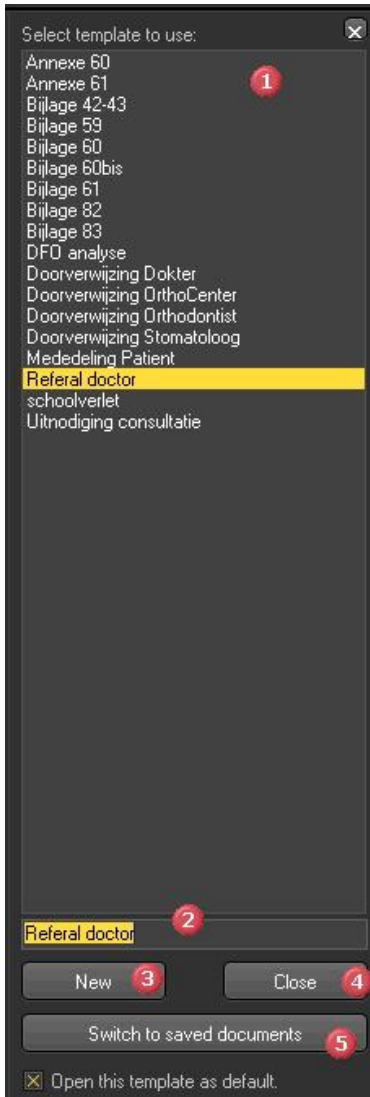 Select template to use:
Annexe 60
Annexe 61
1
Bijlage 42-43
Bijlage 59
Bijlage 60
Bijlage 60bis
Bijlage 61
Bijlage 82
Bijlage 83
DFO analyse
Doorverwijzing Dokter
Doorverwijzing OrthoCenter
Doorverwijzing Orthodontist
Doorverwijzing Stomatoloog
Mededeling Patient
Referal doctor
schoolverlet
Uitnodiging consultatie
2
Referal doctor
New 3 Close 4
Switch to saved documents 5
Open this template as default.